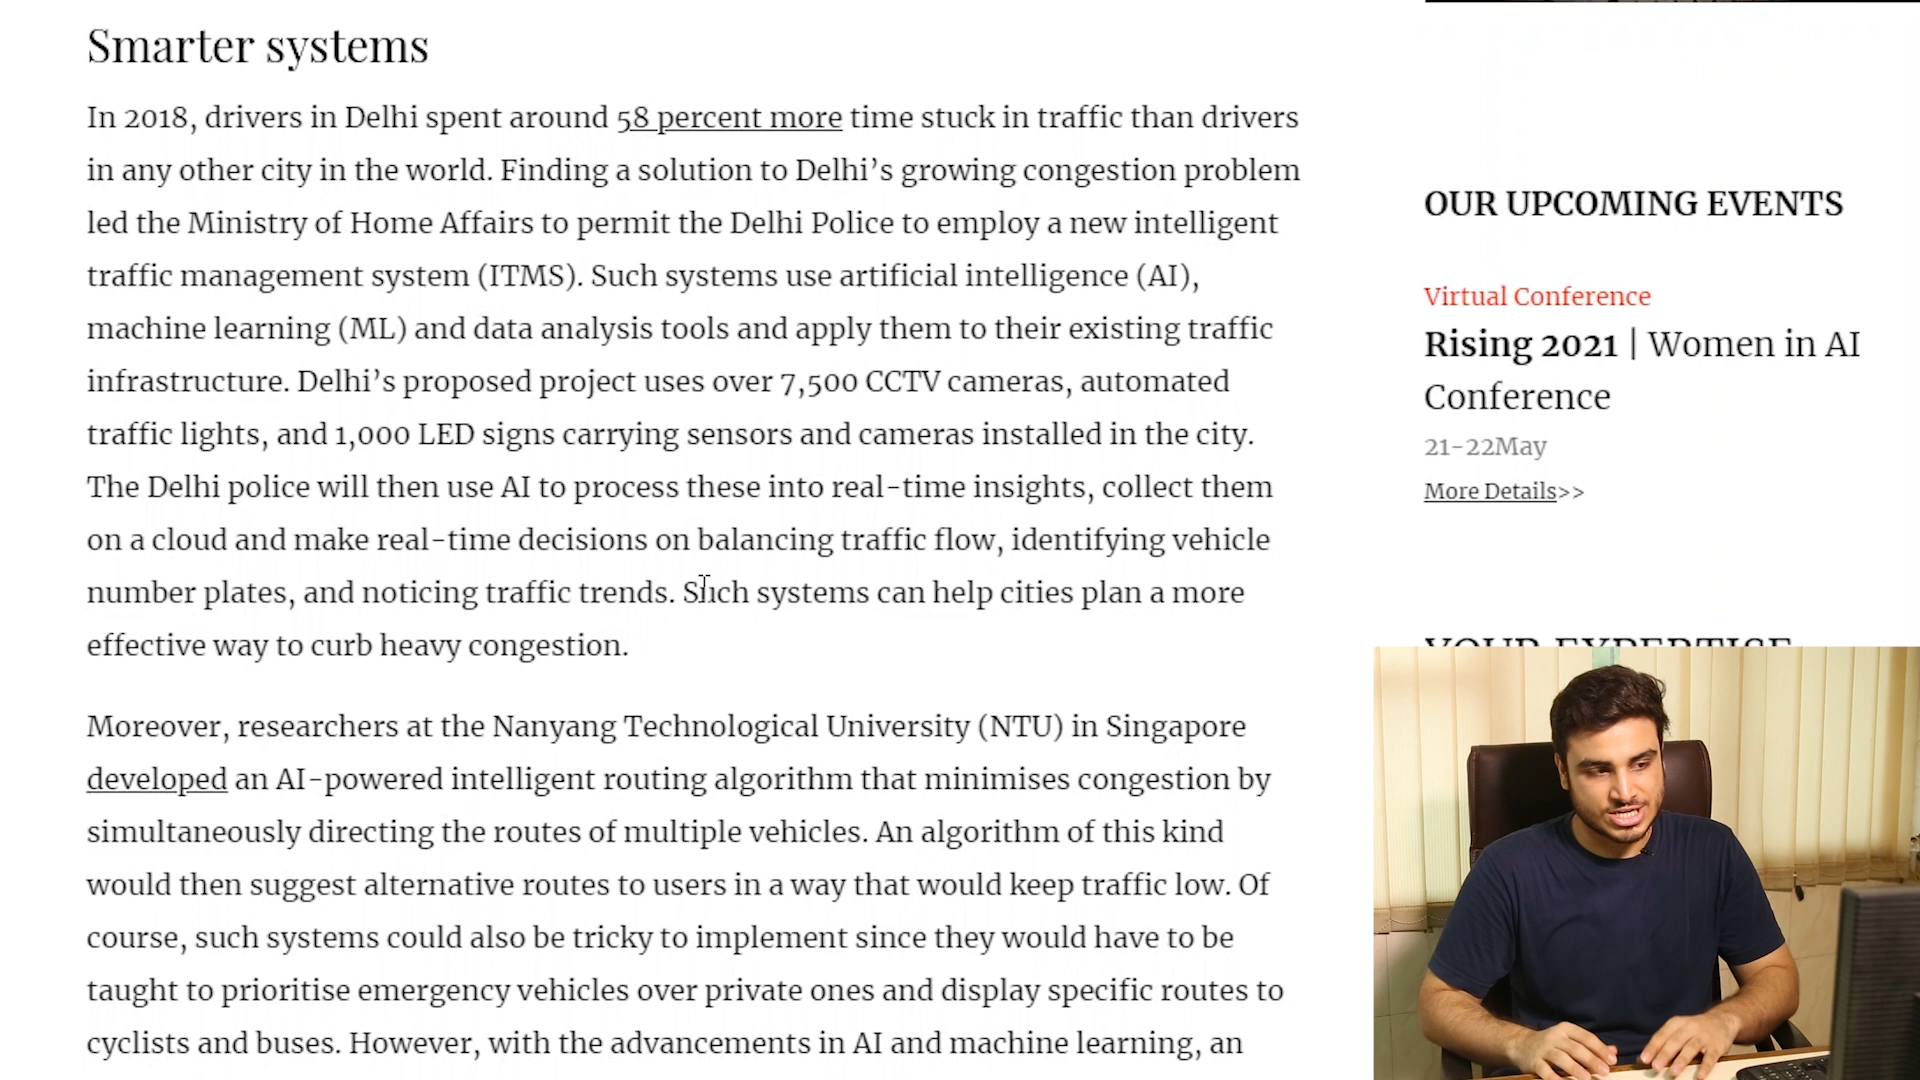 Smarter systems
In 2018, drivers in Delhi spent around 58 percent more time stuck in traffic than drivers
in any other city in the world. Finding a solution to Delhi’s growing congestion problem
led the Ministry of Home Affairs to permit the Delhi Police to employ a new intelligent
traffic management system (ITMS). Such systems use artificial intelligence (AI),
machine learning (ML) and data analysis tools and apply them to their existing traffic
infrastructure. Delhi’s proposed project uses over 7,500 CCTV cameras, automated
traffic lights, and 1,000 LED signs carrying sensors and cameras installed in the city.
The Delhi police will then use AI to process these into real-time insights, collect them
on a cloud and make real-time decisions on balancing traffic flow, identifying vehicle
number plates, and noticing traffic trends. Such systems can help cities plan a more
effective way to curb heavy congestion.
Moreover, researchers at the Nanyang Technological University (NTU) in Singapore
developed an AI-powered intelligent routing algorithm that minimises congestion by
simultaneously directing the routes of multiple vehicles. An algorithm of this kind
would then suggest alternative routes to users in a way that would keep traffic low. Of
course, such systems could also be tricky to implement since they would have to be
taught to prioritise emergency vehicles over private ones and display specific routes to
cyclists and buses. However, with the advancements in AI and machine learning, an
OUR UPCOMING EVENTS
Virtual Conference
Rising 2021 | Women in AI
Conference
21-22May
More Details>>
YOUR EXPERTISE